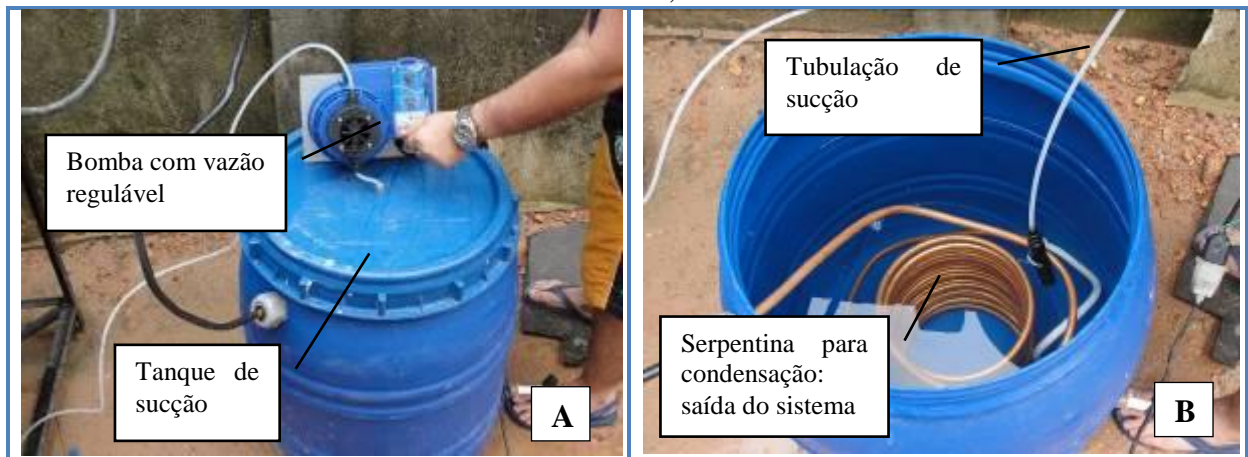 Bomba com vazão
regulável
Tanque de
sucção
A
Tubulação de
sucção
Serpentina para
condensação:
saída do sistema
B